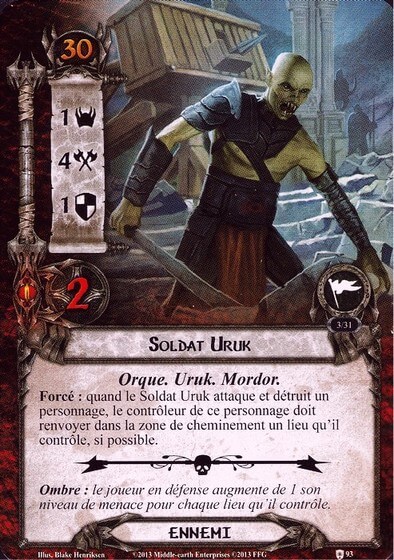 30
1
4
1
2
3/31
Soldat Uruk
Orque. Uruk. Mordor.
Forcé : quand le Soldat Uruk attaque et détruit un
personnage, le contrôleur de ce personnage doit
renvoyer dans la zone de cheminement un lieu qu'il
contrôle, si possible.
Ombre : le joueur en défense augmente de 1 son
niveau de menace pour chaque lieu qu'il contrôle.
ENNEMI
Illus. Blake Henriksen ©2013 Middle-earth Enterprises ©2013 FFG 93